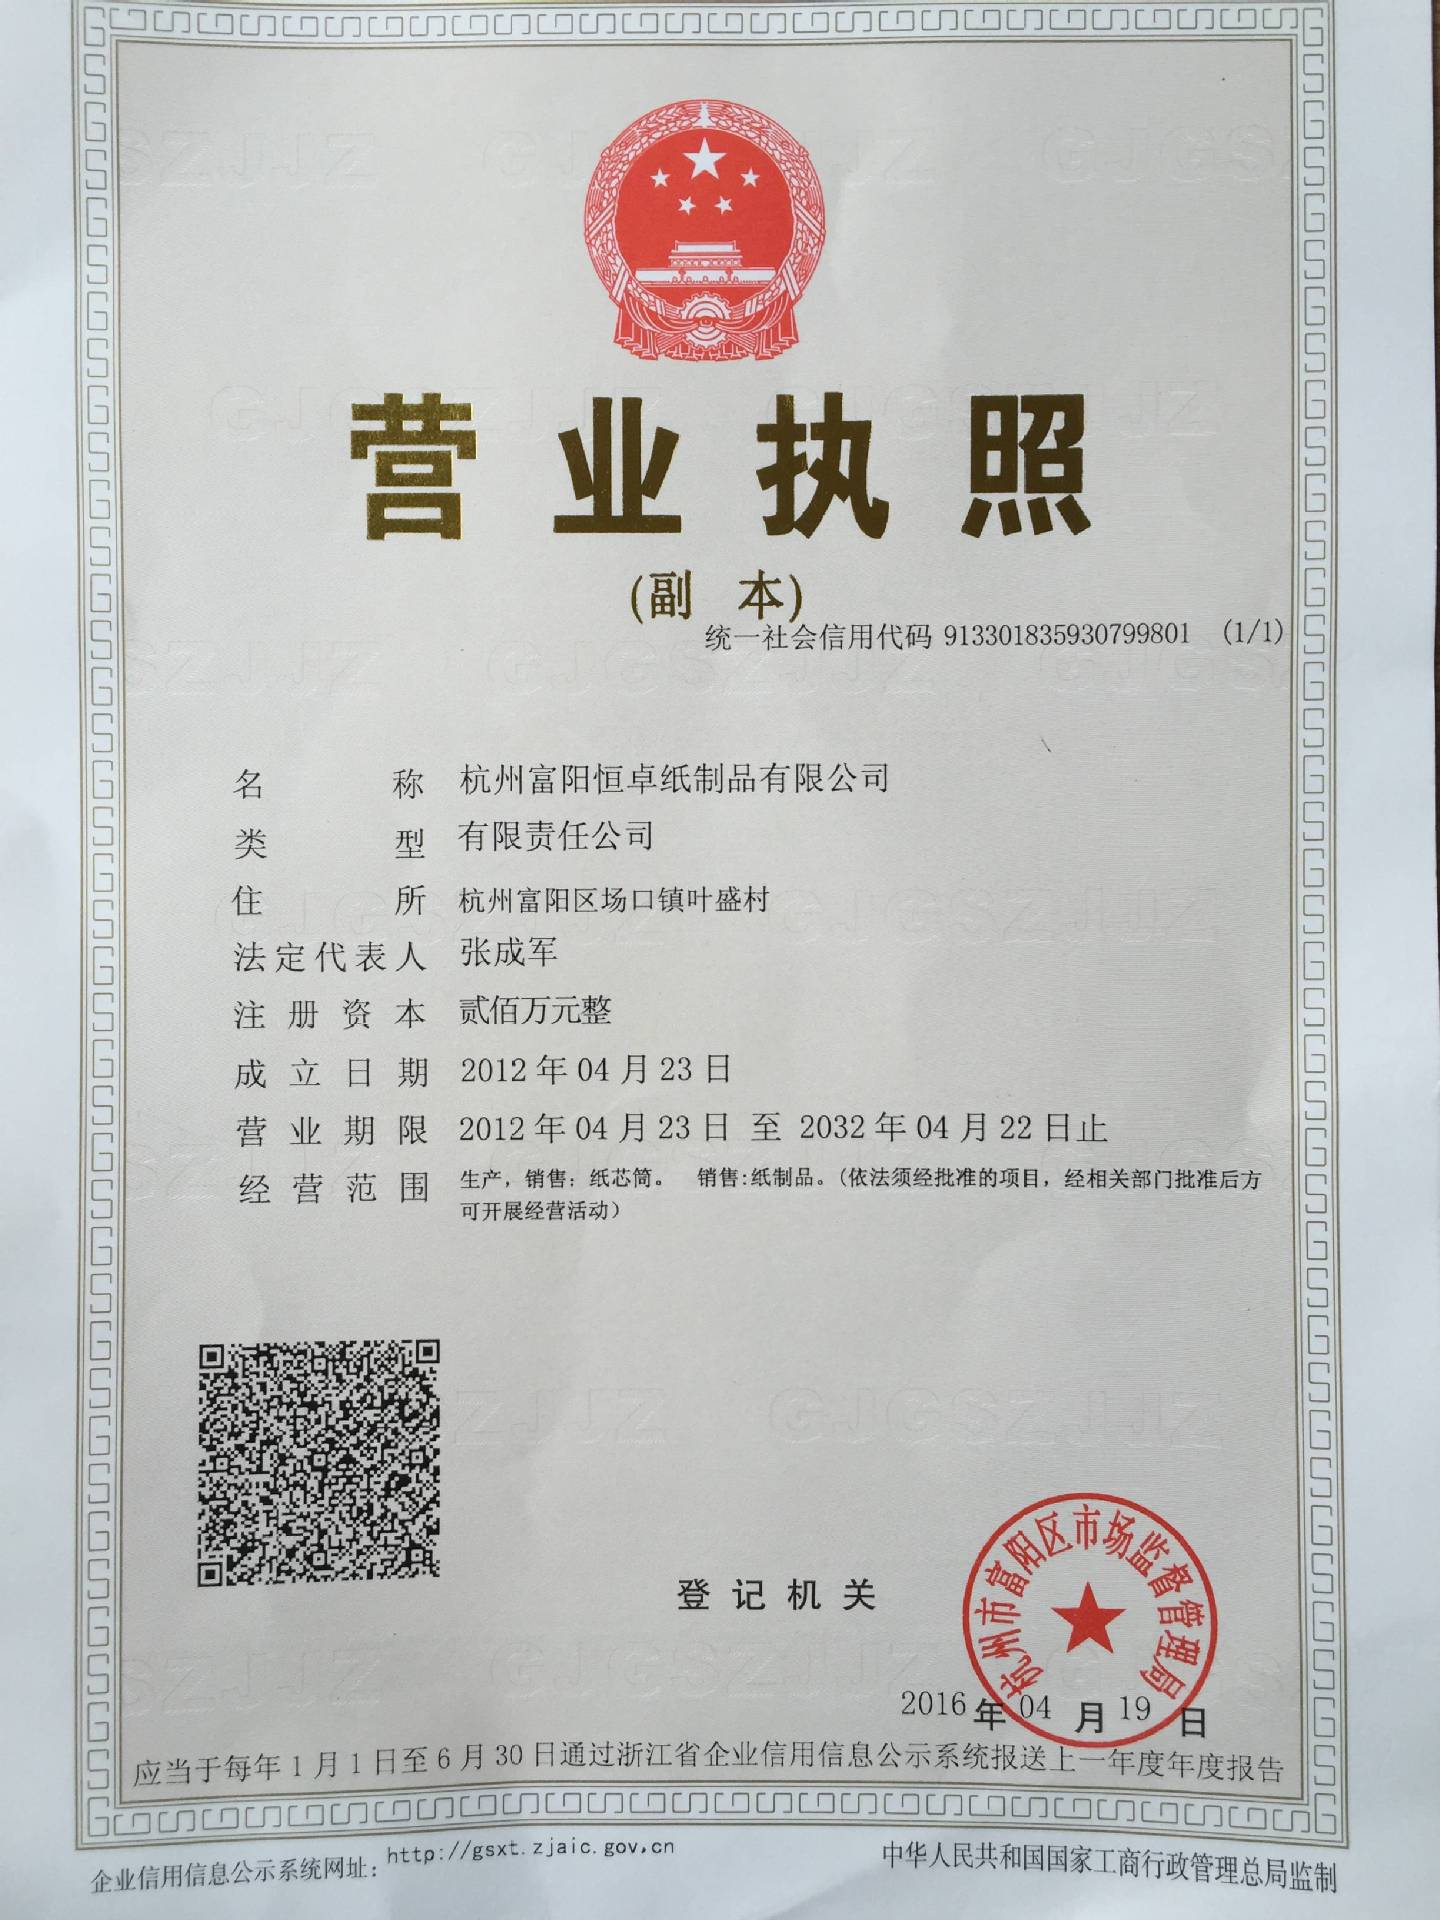 营业执照
(副 本)
统一社会信用代码 913301835930799801 (1/1)
名称 杭州富阳恒卓纸制品有限公司
类型 有限责任公司
住所 杭州富阳区场口镇叶盛村
法定代表人 张成军
注册资本 贰佰万元整
成立日期 2012年04月23日
营业期限 2012年04月23日 至 2032年04月22日止
经营范围 生产，销售：纸芯筒。 销售:纸制品。(依法须经批准的项目，经相关部门批准后方
可开展经营活动）
杭州市富阳区市场监督管理局
登记机关
2016年04月19日
应当于每年1月1日至6月30日通过浙江省企业信用信息公示系统报送上一年度年度报告
企业信用信息公示系统网址：http://gsxt.zjaic.gov.cn
中华人民共和国国家工商行政管理总局监制